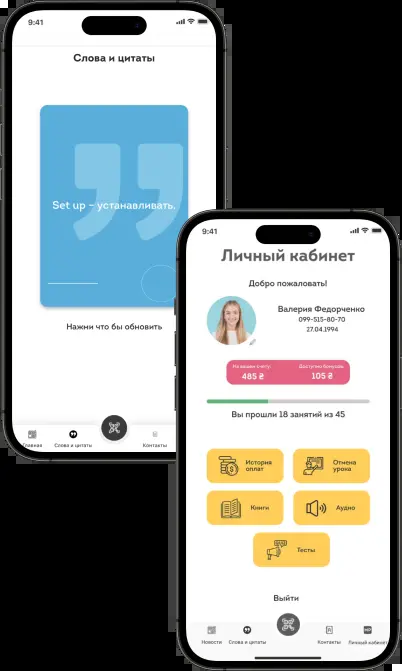 9:41
Слова и цитаты
Set up – устанавливать.
Нажни что бы обновить
Главная
Слова и цитаты
Контакты
9:41
Личный кабинет
Добро пожаловать!
Валерия Федорченко
099-515-80-70
27.04.1994
На вашем счету:
485 ₴
Доступно бонусов:
105 ₴
Вы прошли 18 занятий из 45
История
оплат
Отмена
урока
Книги
Аудио
Тесты
Выйти
Новости
Слова и цитаты
Контакты
Личный кабинет